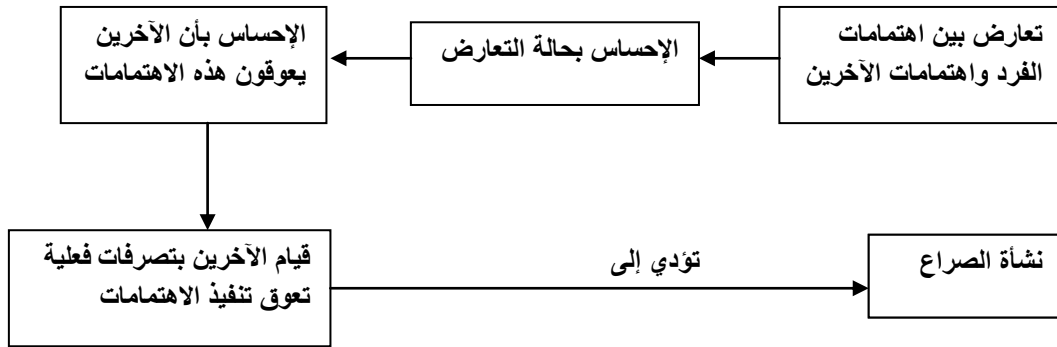 تعارض بين اهتمامات
الفرد واهتمامات الآخرين
الإحساس بحالة التعارض
الإحساس بأن الآخرين
يعوقون هذه الاهتمامات
قيام الآخرين بتصرفات فعلية
تعوق تنفيذ الاهتمامات
تؤدي إلى
نشأة الصراع